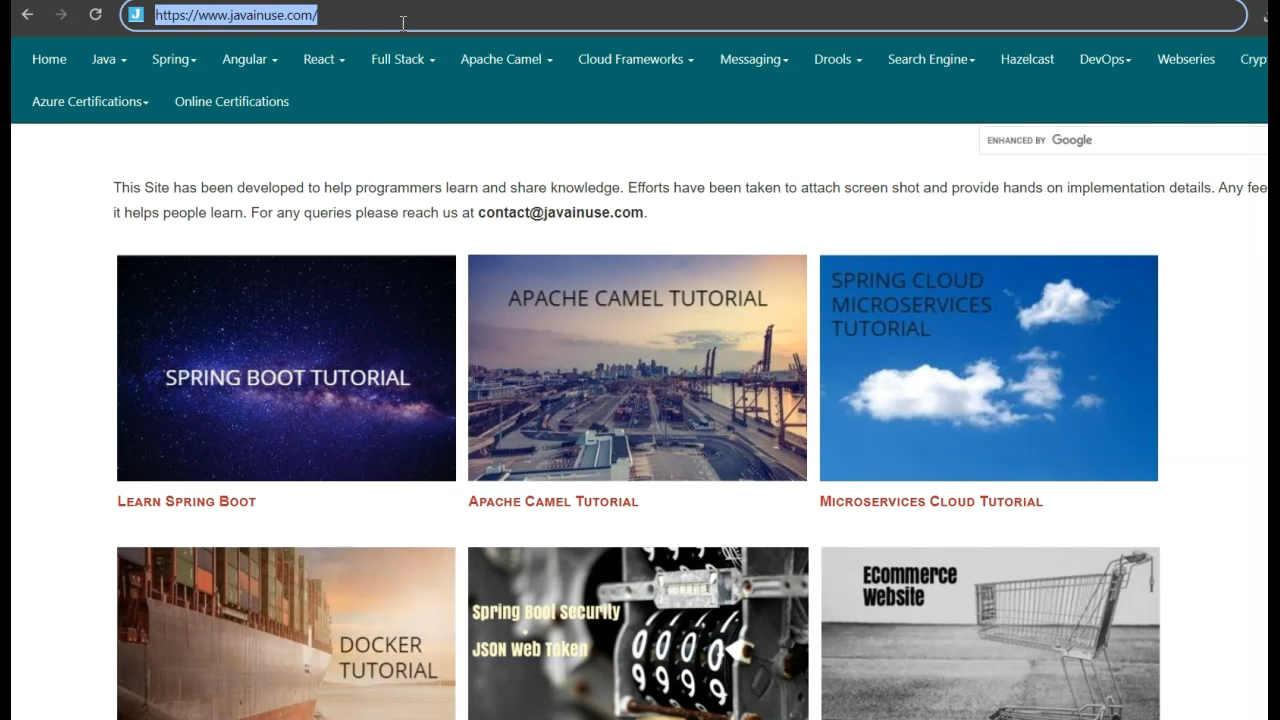 https://www.javainuse.com/
Home Java Spring Angular React Full Stack Apache Camel Cloud Frameworks Messaging Drools Search Engine Hazelcast DevOps Webseries
Azure Certifications Online Certifications
ENHANCED BY Google
This Site has been developed to help programmers learn and share knowledge. Efforts have been taken to attach screen shot and provide hands on implementation details. Any
it helps people learn. For any queries please reach us at contact@javainuse.com.
SPRING BOOT TUTORIAL
APACHE CAMEL TUTORIAL
SPRING CLOUD
MICROSERVICES
TUTORIAL
LEARN SPRING BOOT
APACHE CAMEL TUTORIAL
MICROSERVICES CLOUD TUTORIAL
DOCKER
TUTORIAL
Spring Boot Security
+
JSON Web Token
Ecommerce
Website